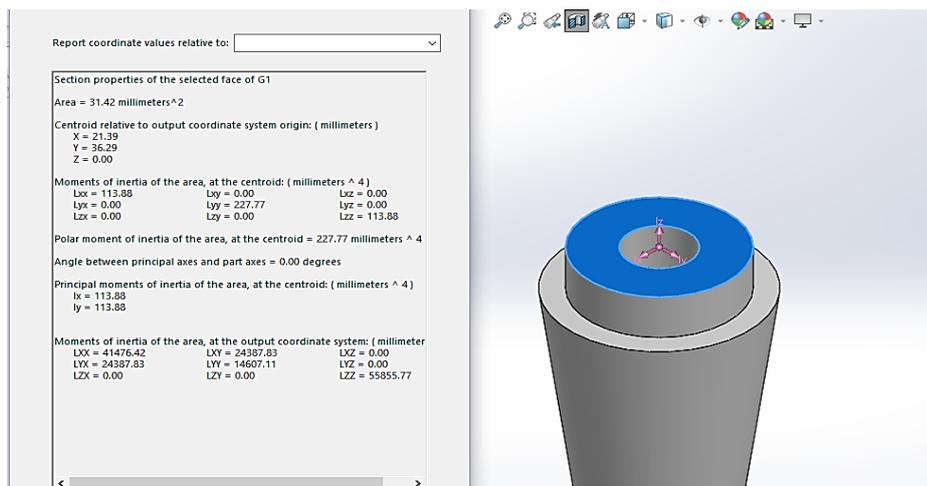 Report coordinate values relative to:
Section properties of the selected face of G1
Area = 31.42 millimeters^2
Centroid relative to output coordinate system origin: ( millimeters )
X = 21.39
Y = 36.29
Z = 0.00
Moments of inertia of the area, at the centroid: ( millimeters ^ 4 )
Lxx = 113.88 Lxy = 0.00 Lxz = 0.00
Lyx = 0.00 Lyy = 227.77 Lyz = 0.00
Lzx = 0.00 Lzy = 0.00 Lzz = 113.88
Polar moment of inertia of the area, at the centroid = 227.77 millimeters ^ 4
Angle between principal axes and part axes = 0.00 degrees
Principal moments of inertia of the area, at the centroid: ( millimeters ^ 4 )
Ix = 113.88
Iy = 113.88
Moments of inertia of the area, at the output coordinate system: ( millimeter
LXX = 41476.42 LXY = 24387.83 LXZ = 0.00
LYX = 24387.83 LYY = 14607.11 LYZ = 0.00
LZX = 0.00 LZY = 0.00 LZZ = 55855.77
Iz